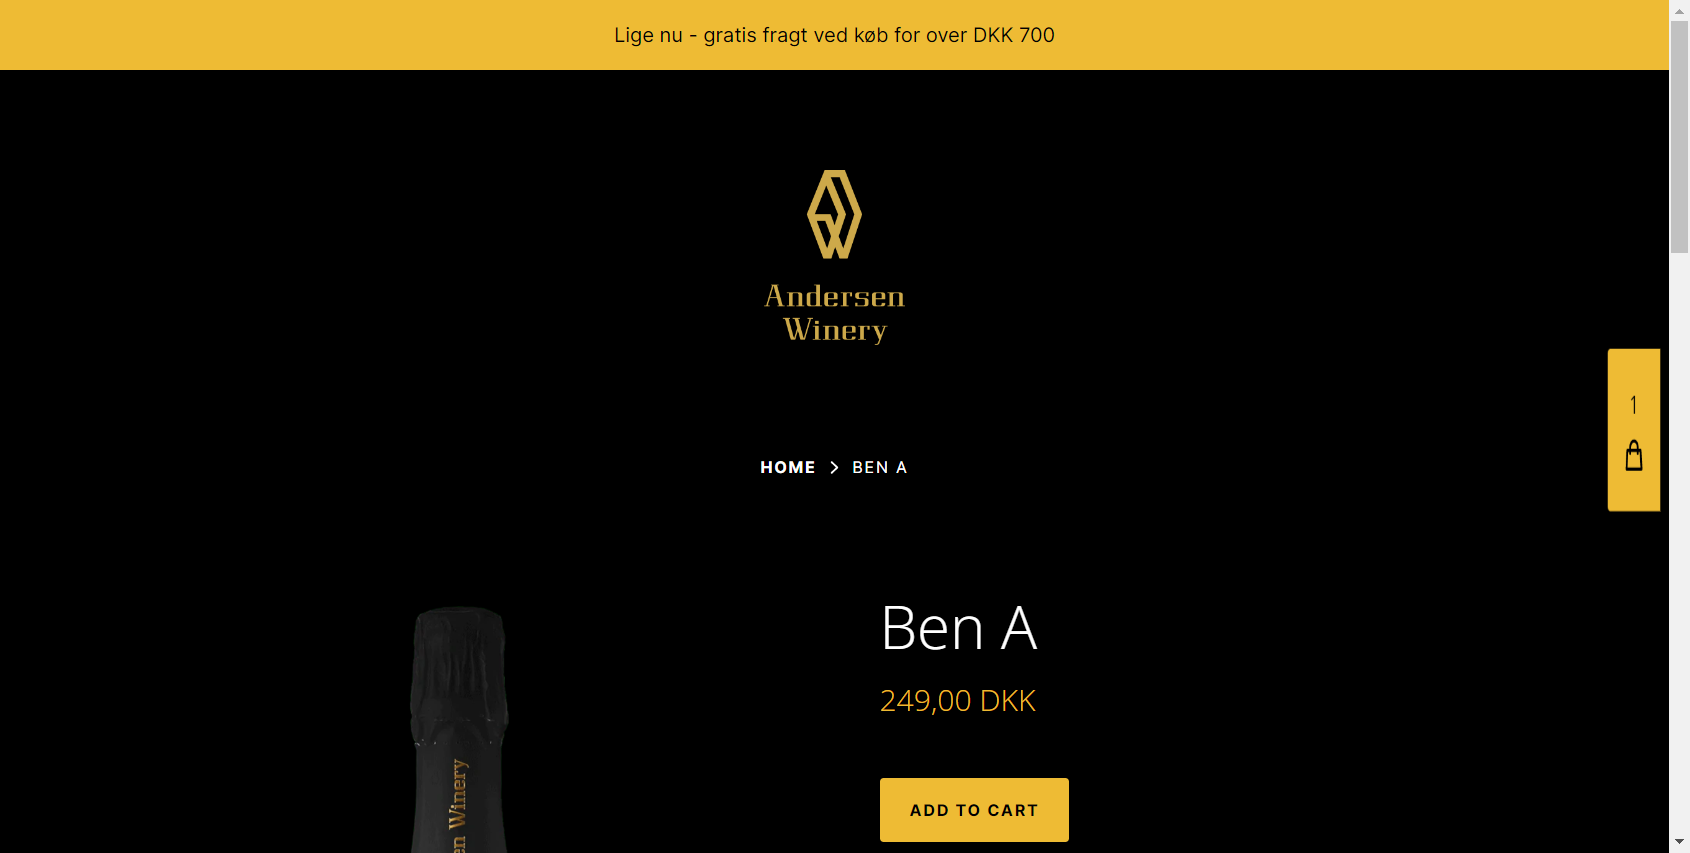 Lige nu - gratis fragt ved køb for over DKK 700
Andersen
Winery
1
HOME > BEN A
Ben A
249,00 DKK
ADD TO CART
en Winery